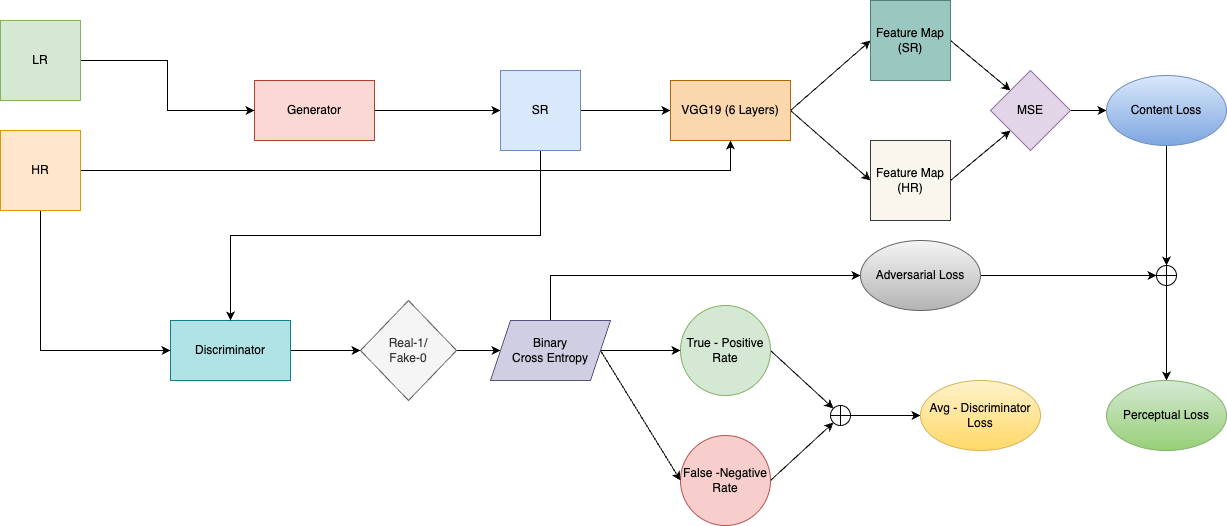 LR
Generator
SR
VGG19 (6 Layers)
Feature Map
(SR)
MSE
Content Loss
HR
Feature Map
(HR)
Adversarial Loss
Discriminator
Real-1/
Fake-0
Binary
Cross Entropy
True - Positive
Rate
False -Negative
Rate
Avg - Discriminator
Loss
Perceptual Loss